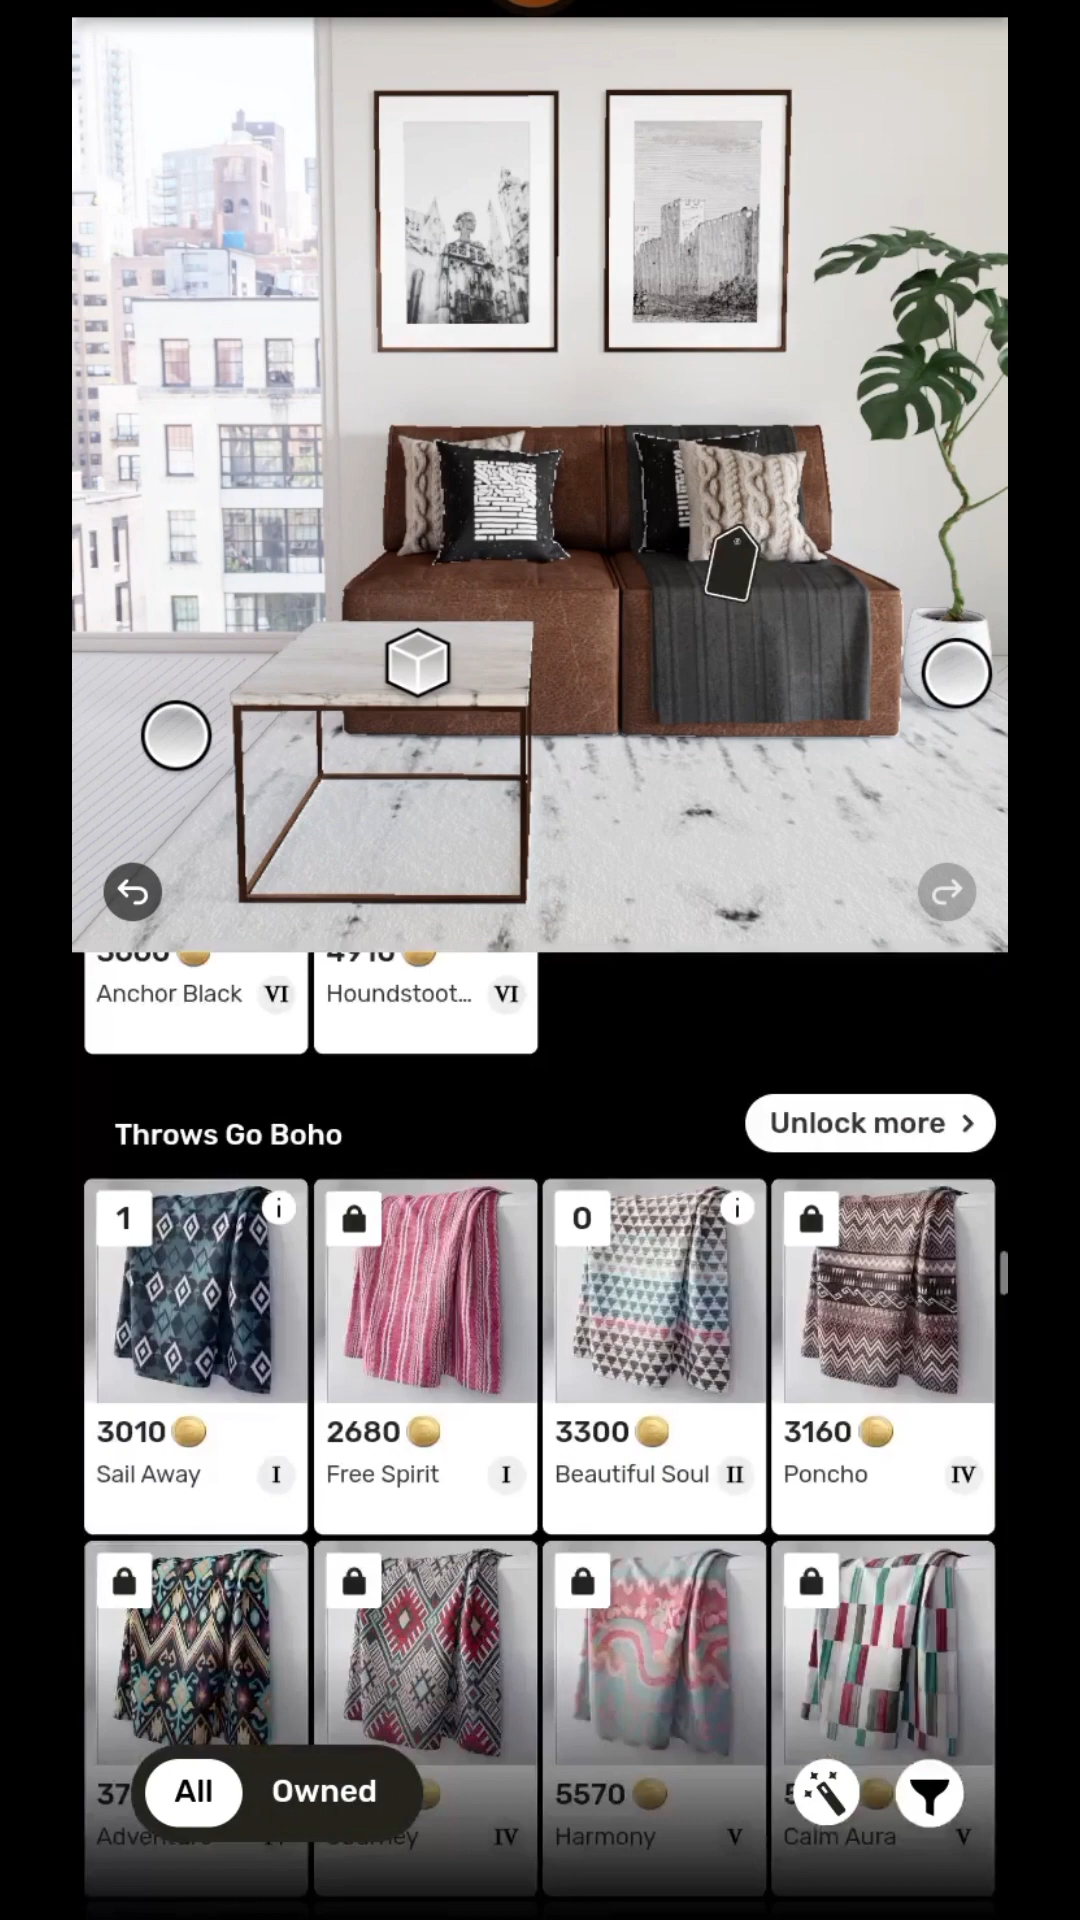 Anchor Black VI
Houndstoot... VI
Throws Go Boho
Unlock more
1
0
3010
2680
3300
3160
Sail Away I
Free Spirit I
Beautiful Soul II
Poncho IV
37
5570
All
Owned
IV
Harmony V
Calm Aura V